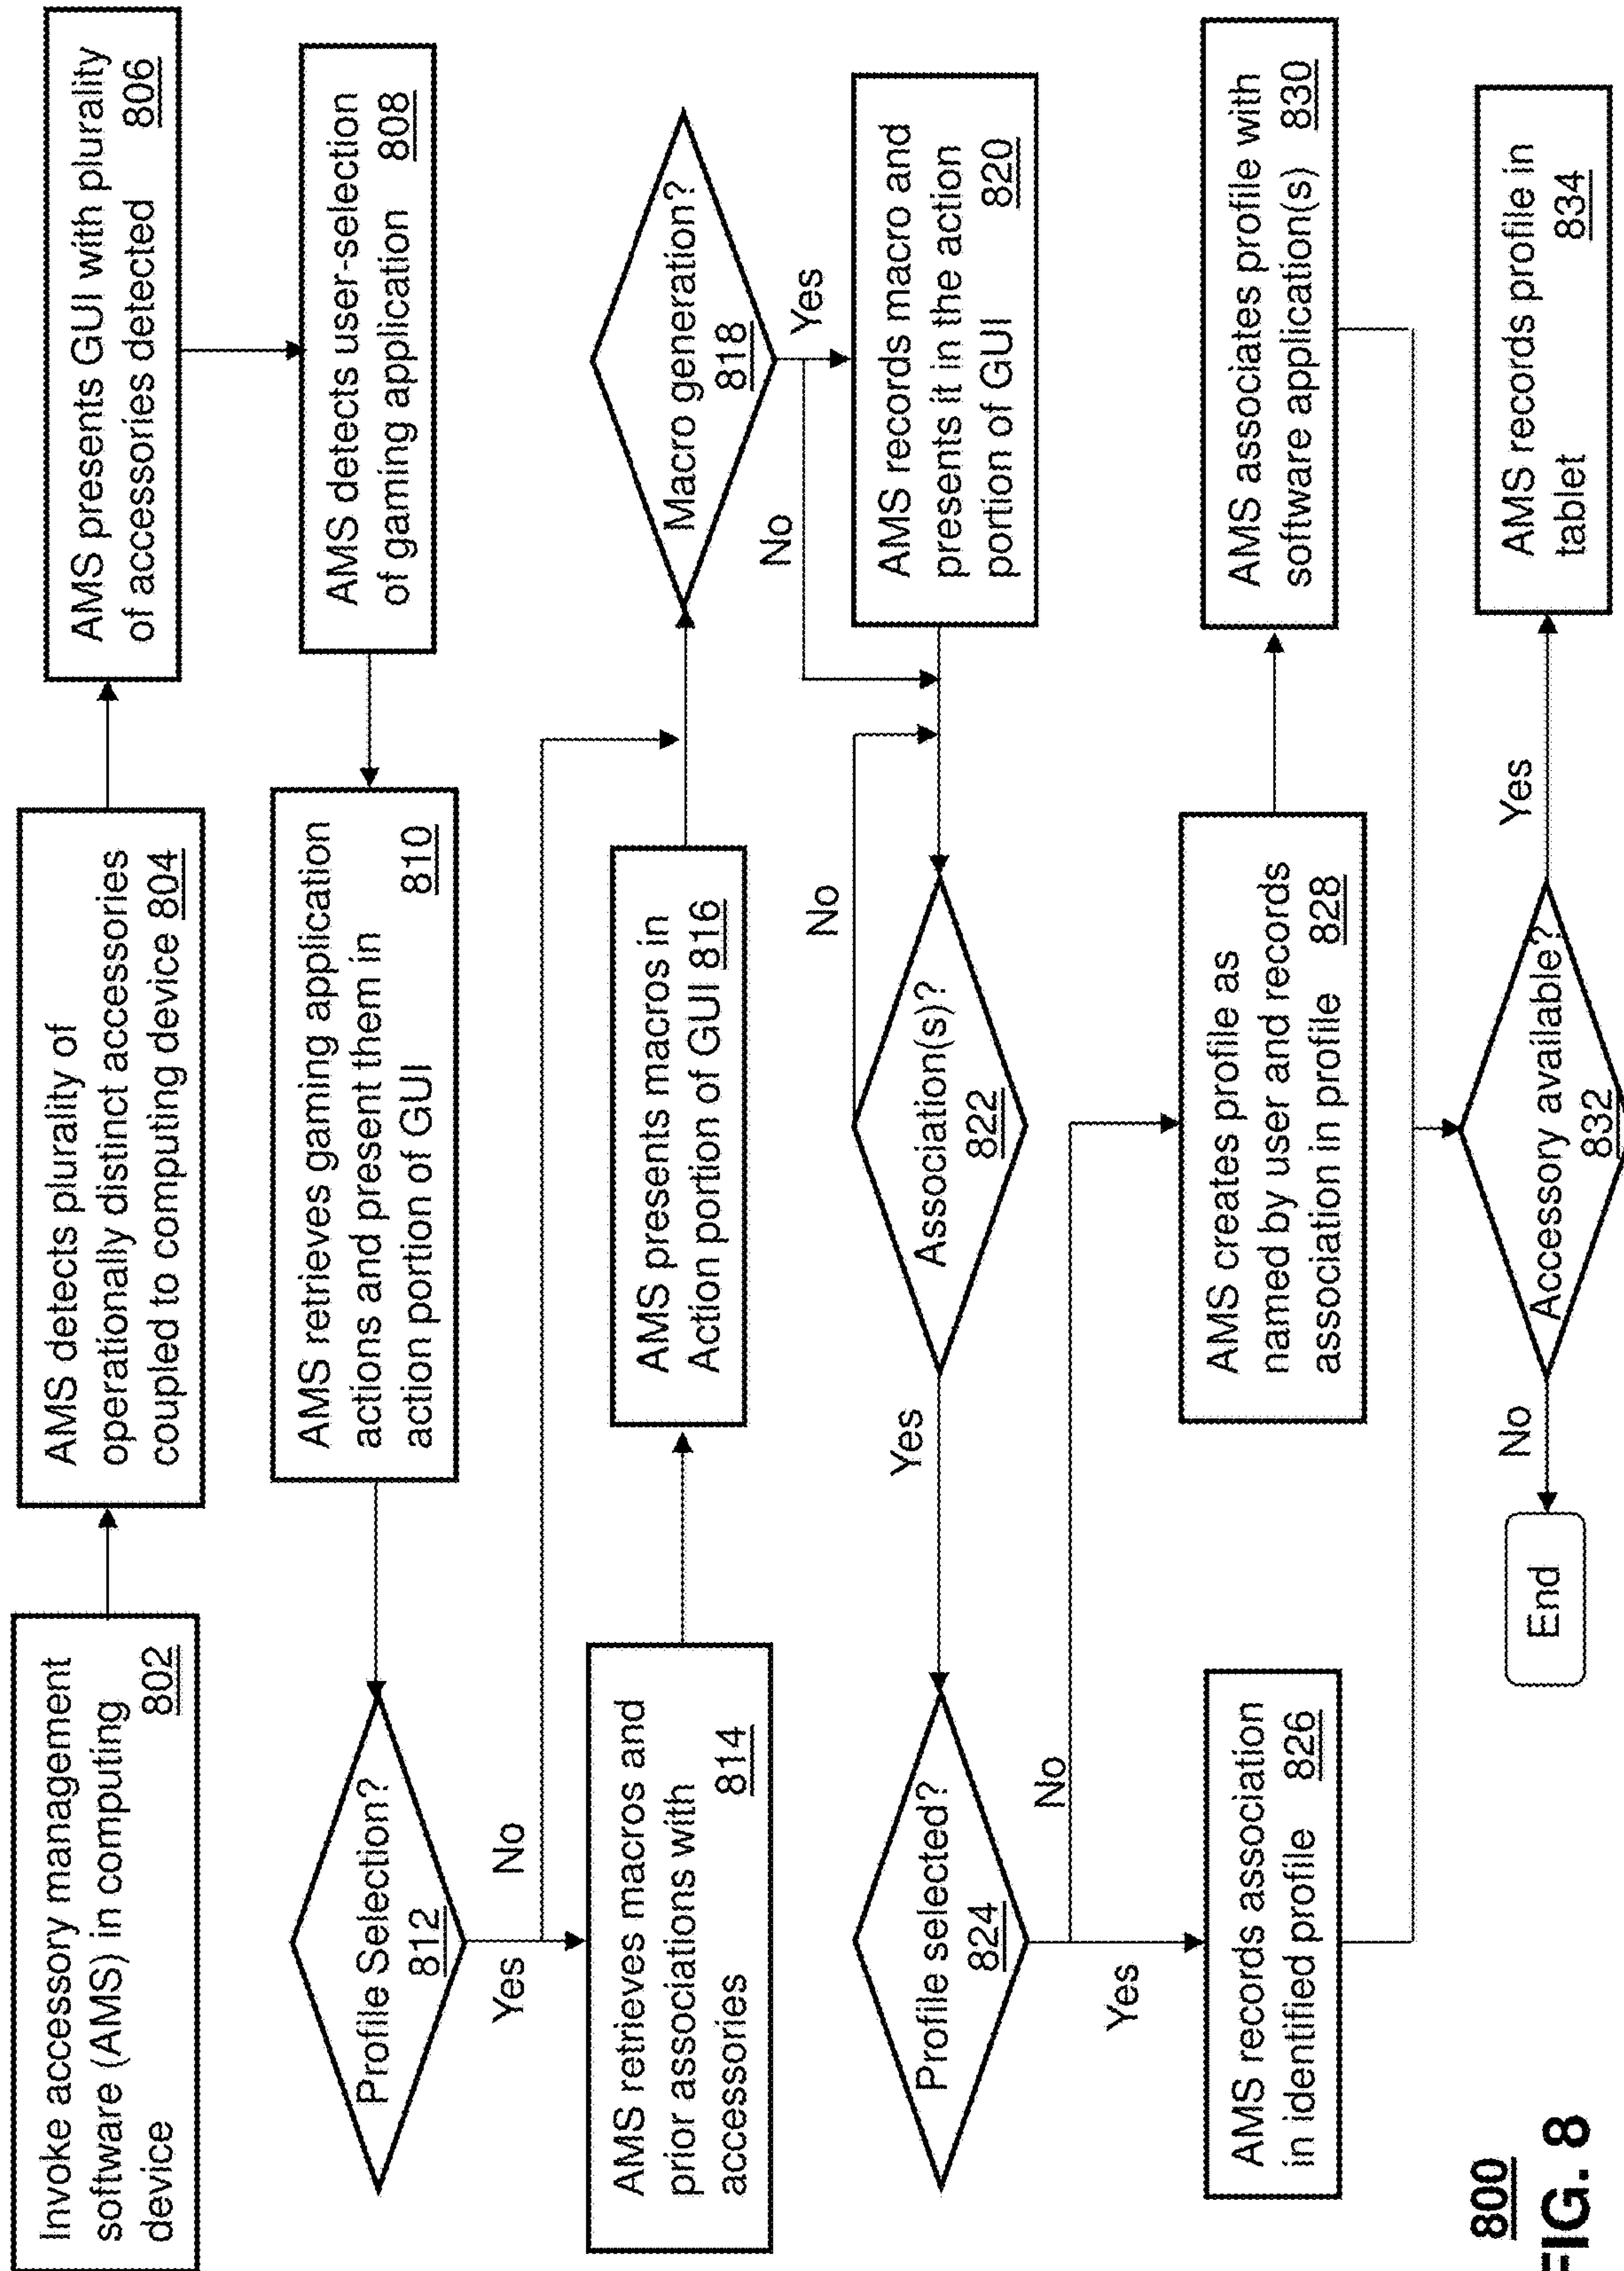 Invoke accessory management
software (AMS) in computing
device 802
AMS detects plurality of
operationally distinct accessories
coupled to computing device 804
AMS presents GUI with plurality
of accessories detected 806
AMS detects user-selection
of gaming application 808
AMS retrieves gaming application
actions and present them in
action portion of GUI 810
Profile Selection?
812
Yes
No
AMS retrieves macros and
prior associations with
accessories 814
AMS presents macros in
Action portion of GUI 816
Macro generation?
818
No
Yes
AMS records macro and
presents it in the action
portion of GUI 820
Association(s)?
822
No
Yes
Profile selected?
824
Yes
No
AMS records association
in identified profile 826
AMS creates profile as
named by user and records
association in profile 828
AMS associates profile with
software application(s) 830
Accessory available?
832
No
Yes
End
AMS records profile in
tablet 834
800
FIG. 8